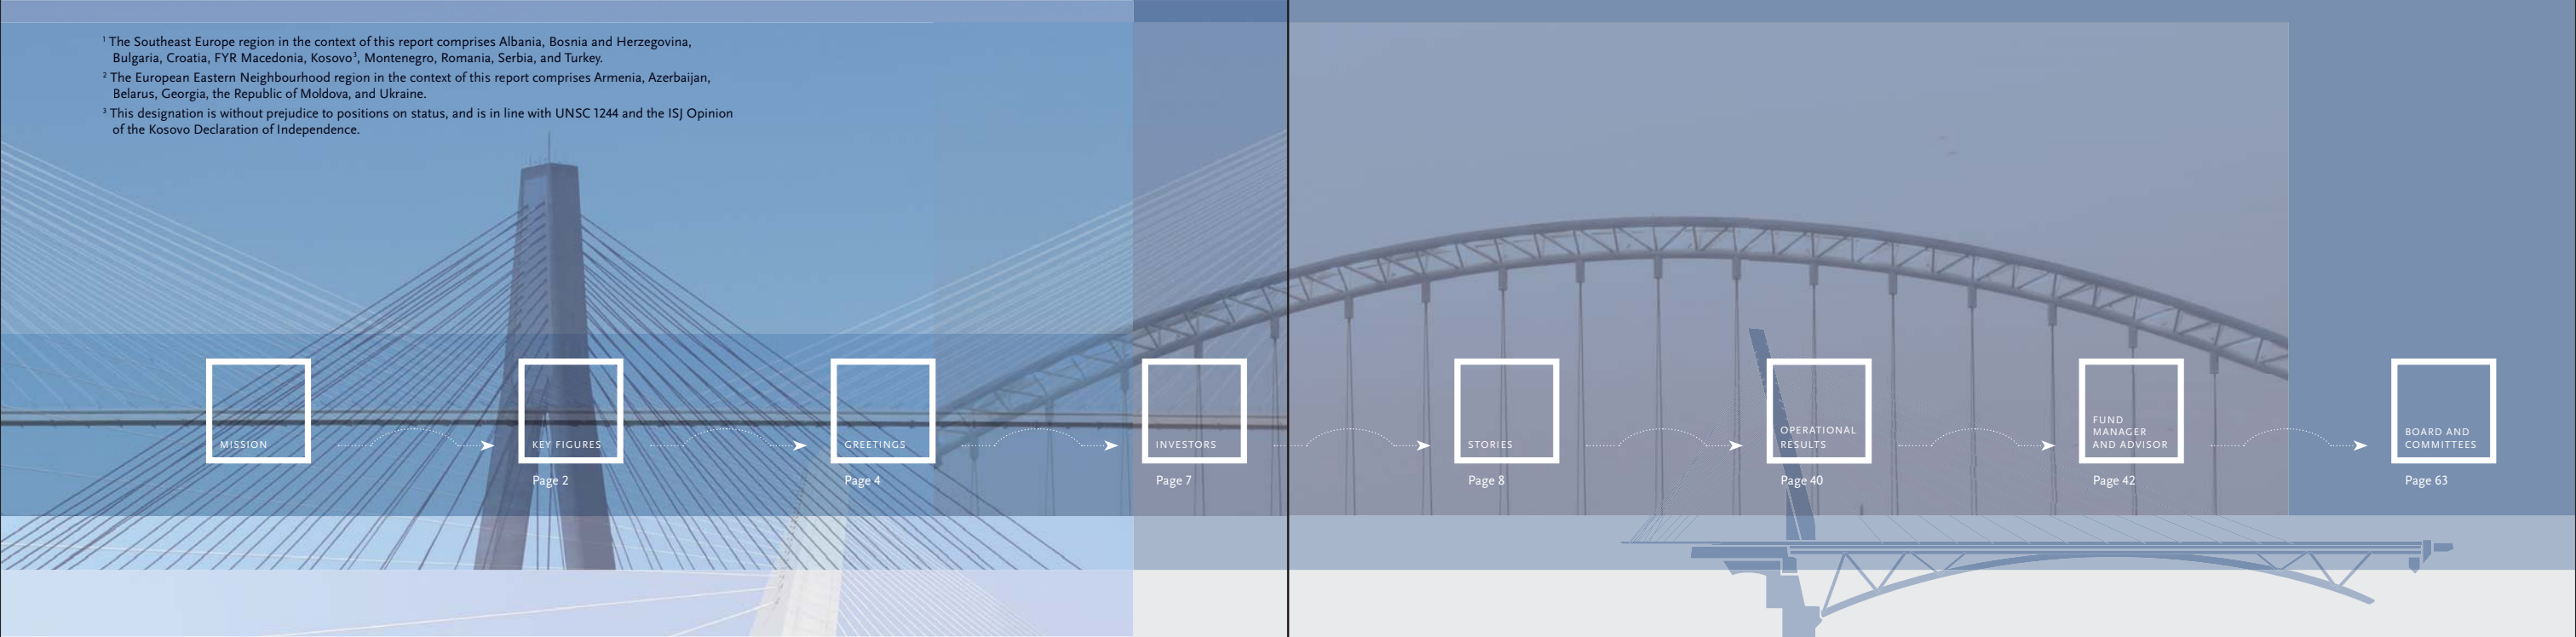 ¹ The Southeast Europe region in the context of this report comprises Albania, Bosnia and Herzegovina,
Bulgaria, Croatia, FYR Macedonia, Kosovo³, Montenegro, Romania, Serbia, and Turkey.
² The European Eastern Neighbourhood region in the context of this report comprises Armenia, Azerbaijan,
Belarus, Georgia, the Republic of Moldova, and Ukraine.
³ This designation is without prejudice to positions on status, and is in line with UNSC 1244 and the ISJ Opinion
of the Kosovo Declaration of Independence.
MISSION
KEY FIGURES
Page 2
GREETINGS
Page 4
INVESTORS
Page 7
STORIES
Page 8
OPERATIONAL
RESULTS
Page 40
FUND
MANAGER
AND ADVISOR
Page 42
BOARD AND
COMMITTEES
Page 63